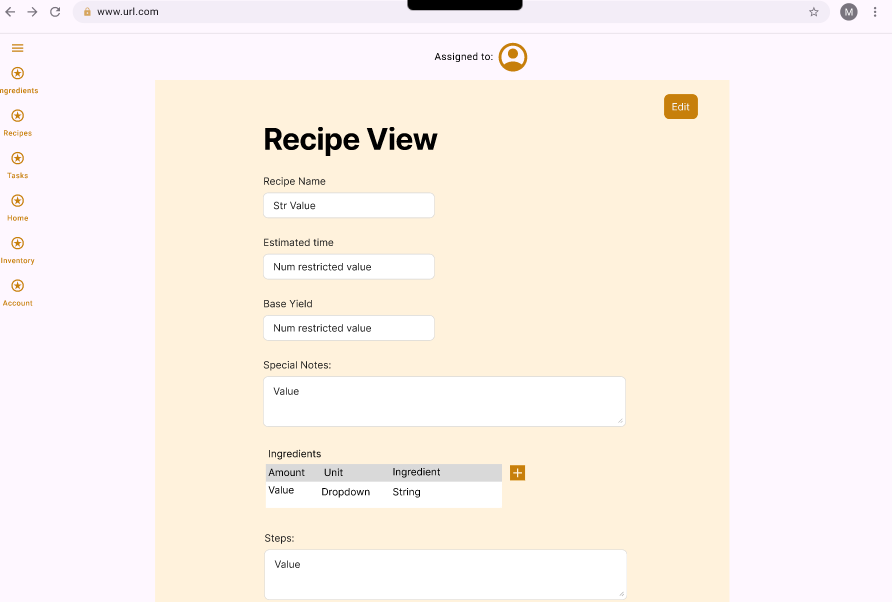 www.url.com
M
Assigned to:
ngredients
Recipes
Tasks
Home
Inventory
Account
Edit
Recipe View
Recipe Name
Str Value
Estimated time
Num restricted value
Base Yield
Num restricted value
Special Notes:
Value
Ingredients
Amount Unit Ingredient
Value Dropdown String
Steps:
Value